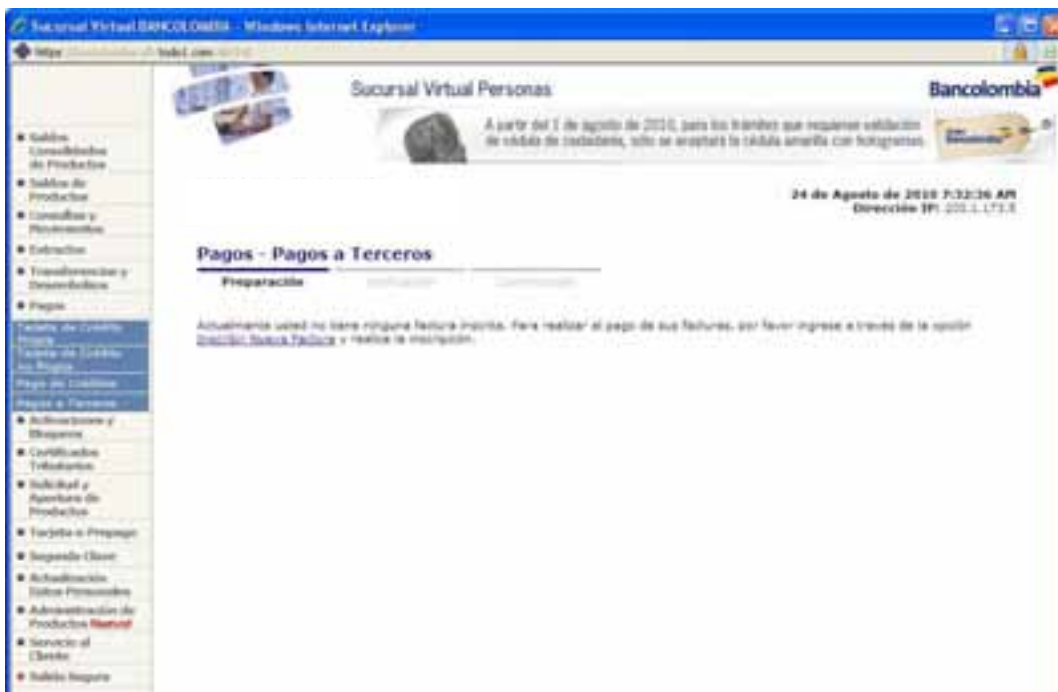 Sucursal Virtual BANCOLOMBIA - Windows Internet Explorer
https
Sucursal Virtual Personas
Bancolombia
A partir del 1 de agosto de 2010, para los trámites que requieran validación
de cédula de ciudadanía, sólo se aceptará la cédula amarilla con hologramas.
24 de Agosto de 2010 7:32:36 AM
Dirección IP:
Saldos
Consolidados
de Productos
Saldos de
Productos
Consultas y
Movimientos
Extractos
Transferencias y
Desembolsos
Pagos
Tarjeta de Crédito
Propia
Tarjeta de Crédito
no Propia
Pago de Créditos
Pagos a Terceros
Activaciones y
Bloqueos
Certificados
Tributarios
Solicitud y
Apertura de
Productos
Tarjeta e-Prepago
Segunda Clave
Actualización
Datos Personales
Administración de
Productos Nuevo!
Servicio al
Cliente
Salida Segura
Pagos - Pagos a Terceros
Preparación
Actualmente usted no tiene ninguna factura inscrita. Para realizar el pago de sus facturas, por favor ingrese a través de la opción
Inscribir Nueva Factura y realice la inscripción.